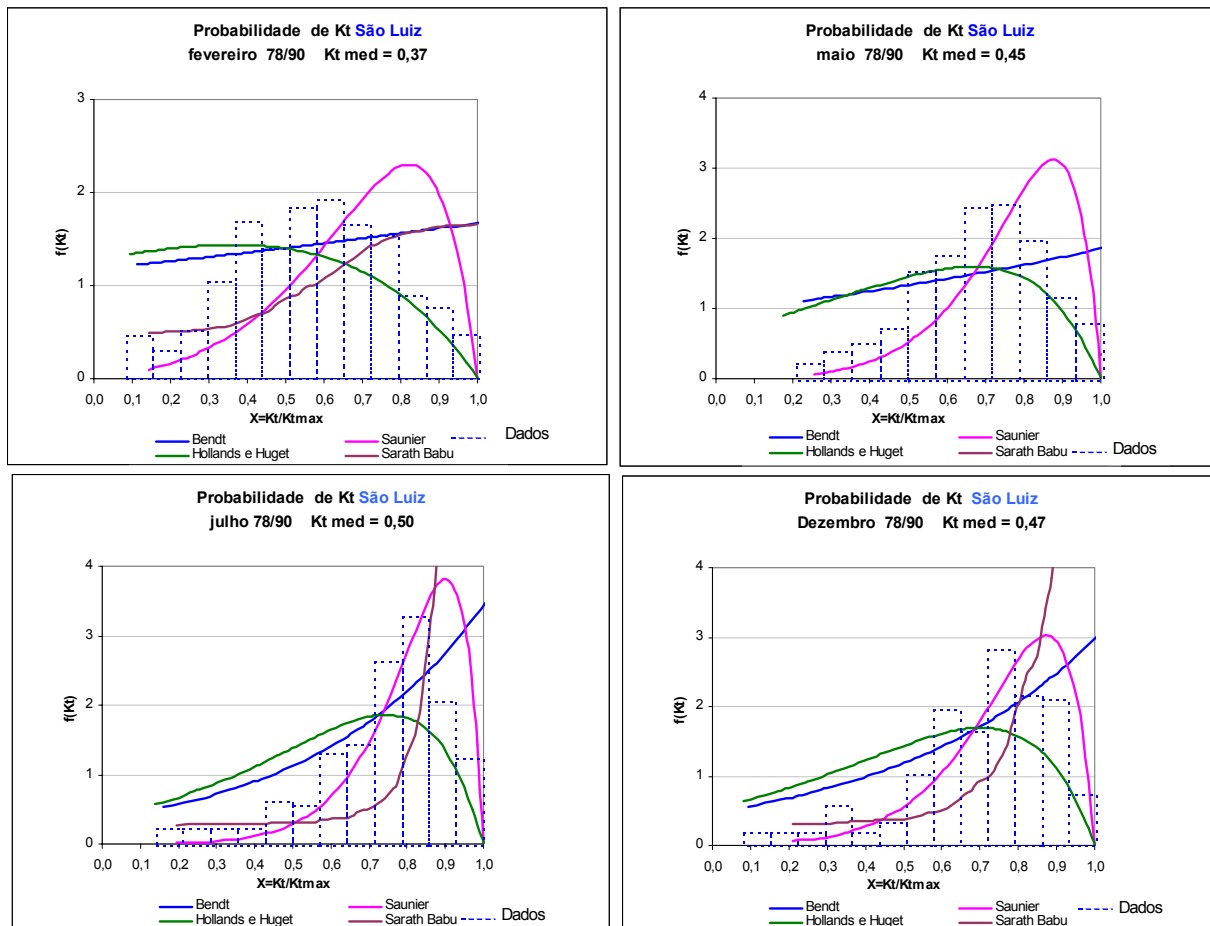 Probabilidade de Kt São Luiz
fevereiro 78/90 Kt med = 0,37
f(Kt)
3
2
1
0
0,0 0,1 0,2 0,3 0,4 0,5 0,6 0,7 0,8 0,9 1,0
X=Kt/Ktmax
Bendt Saunier Dados
Hollands e Huget Sarath Babu
Probabilidade de Kt São Luiz
maio 78/90 Kt med = 0,45
f(Kt)
4
3
2
1
0
0,0 0,1 0,2 0,3 0,4 0,5 0,6 0,7 0,8 0,9 1,0
X=Kt/Ktmax
Bendt Saunier
Hollands e Huget Sarath Babu Dados
Probabilidade de Kt São Luiz
julho 78/90 Kt med = 0,50
f(Kt)
4
3
2
1
0
0,0 0,1 0,2 0,3 0,4 0,5 0,6 0,7 0,8 0,9 1,0
X=Kt/Ktmax
Bendt Saunier Dados
Hollands e Huget Sarath Babu
Probabilidade de Kt São Luiz
Dezembro 78/90 Kt med = 0,47
f(Kt)
4
3
2
1
0
0,0 0,1 0,2 0,3 0,4 0,5 0,6 0,7 0,8 0,9 1,0
X=Kt/Ktmax
Bendt Saunier Dados
Hollands e Huget Sarath Babu